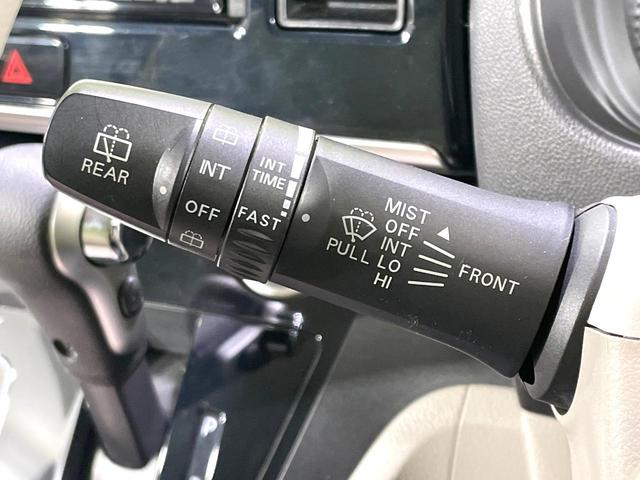 REAR
INT
OFF
INT
TIME
FAST
MIST
OFF
INT
PULL LO
HI
FRONT